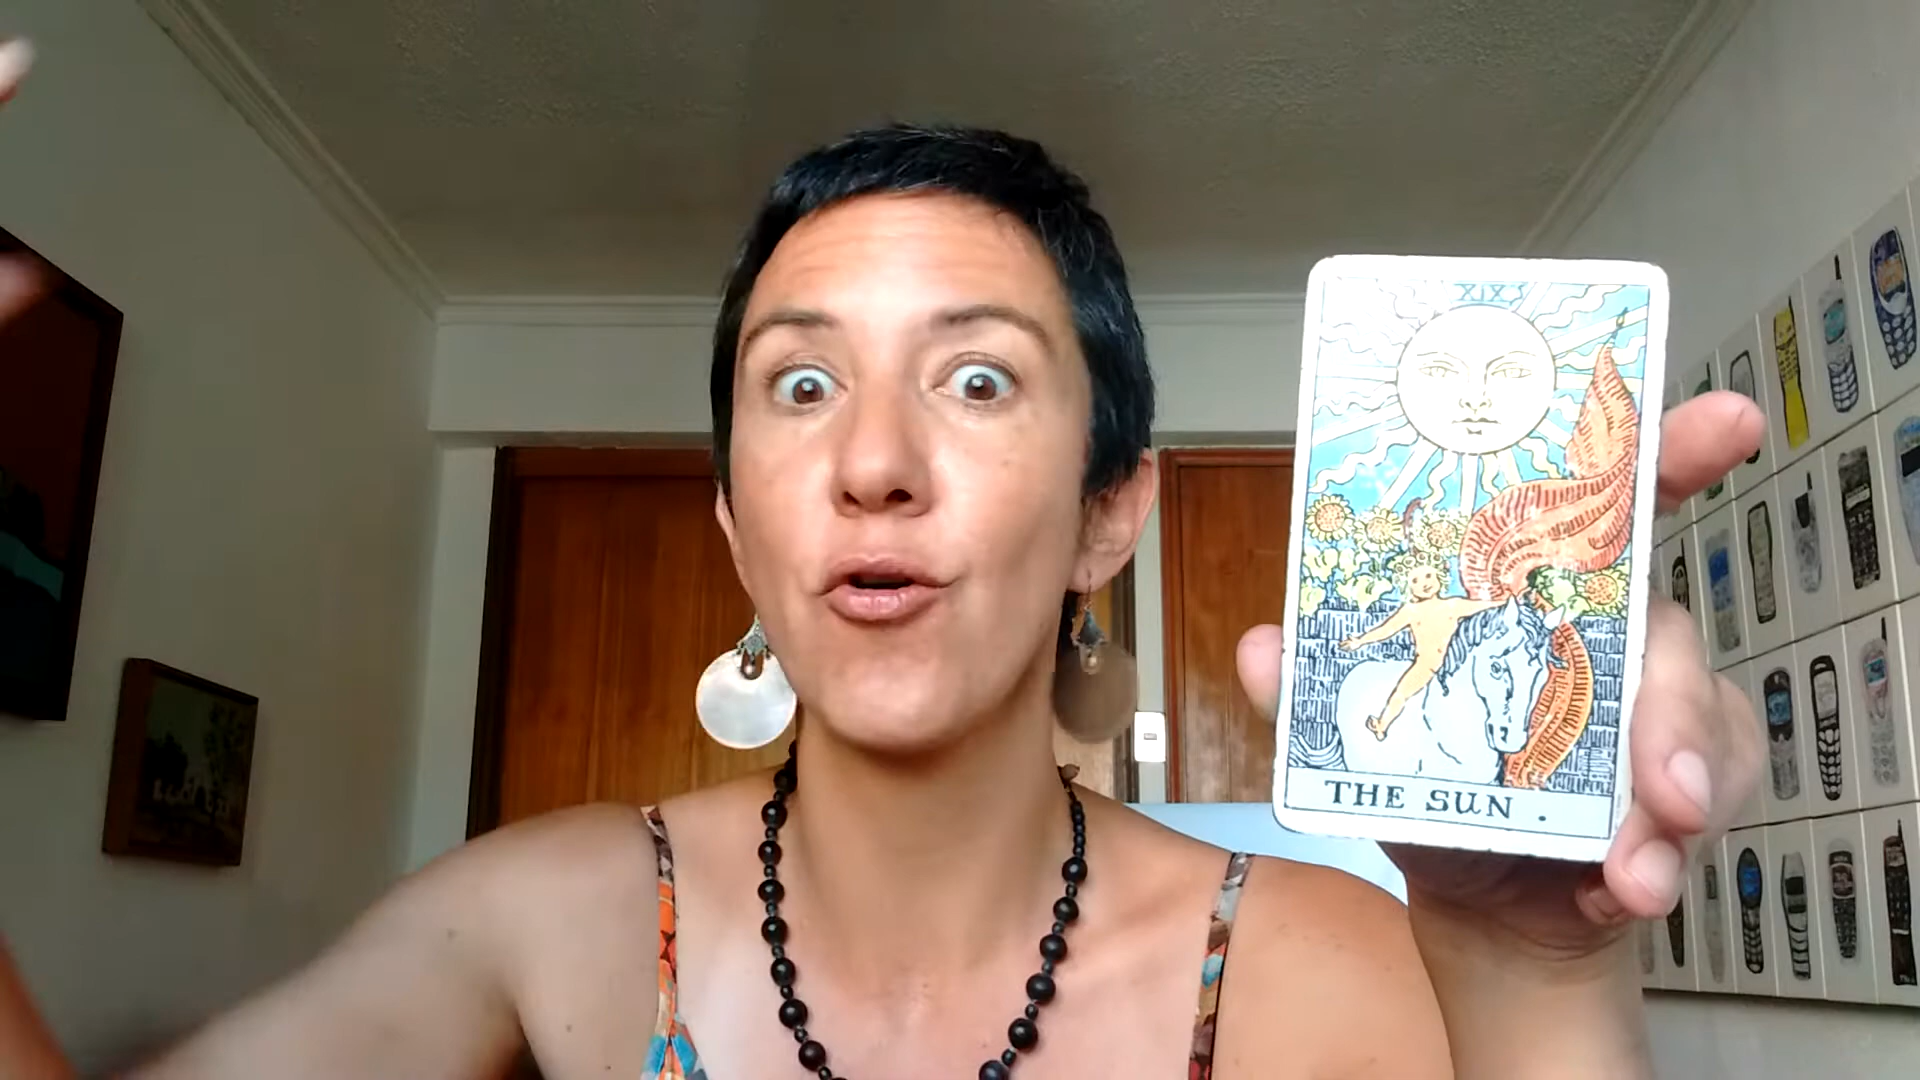 XIX
THE SUN .